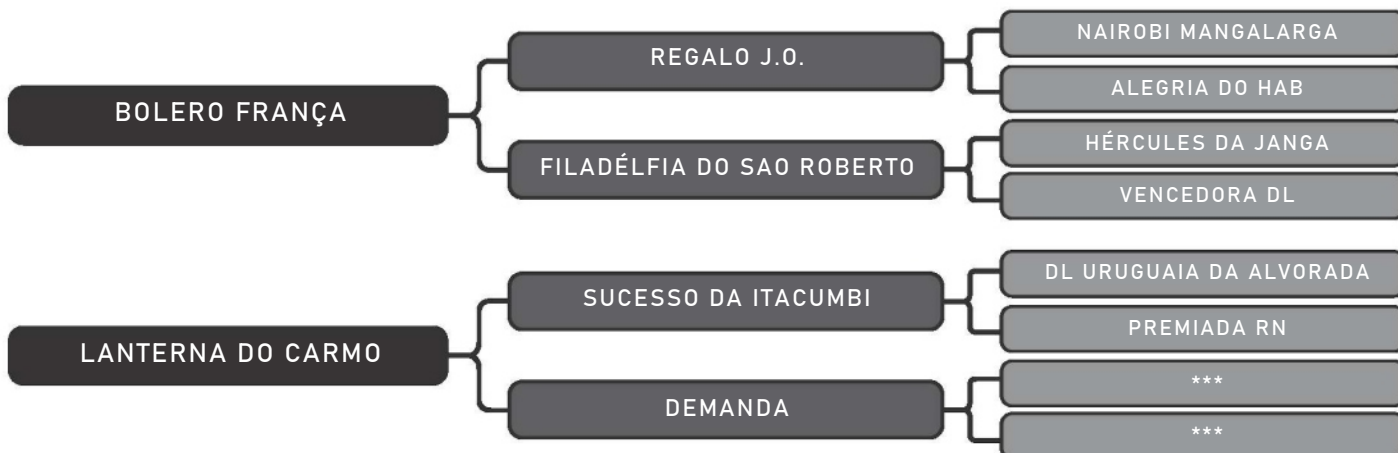 BOLERO FRANÇA
REGALO J.O.
NAIROBI MANGALARGA
ALEGRIA DO HAB
FILADÉLFIA DO SAO ROBERTO
HÉRCULES DA JANGA
VENCEDORA DL
LANTERNA DO CARMO
SUCESSO DA ITACUMBI
DL URUGUAIA DA ALVORADA
PREMIADA RN
DEMANDA
***
***